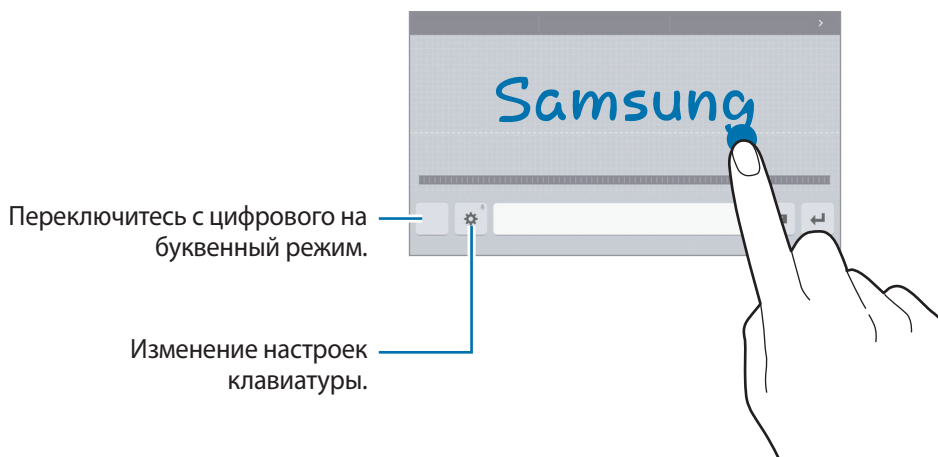 Samsung
Переключитесь с цифрового на
буквенный режим.
Изменение настроек
клавиатуры.